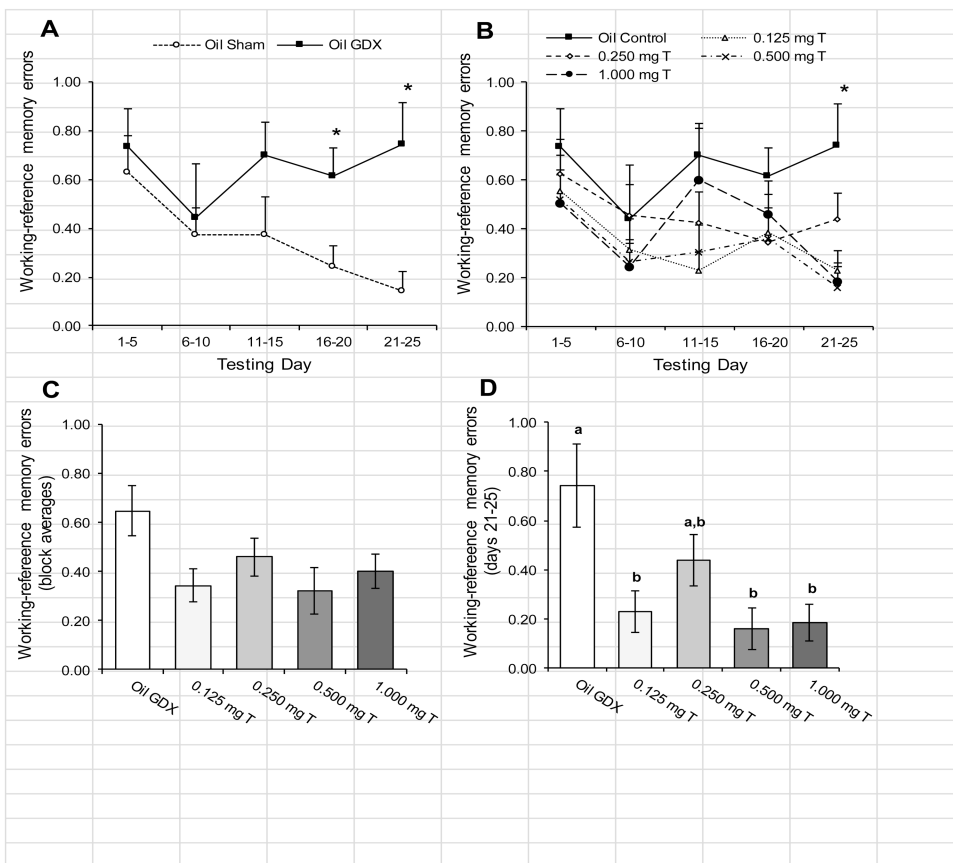 A
Oil Sham Oil GDX
Working-reference memory errors
1.00
0.80
0.60
0.40
0.20
0.00
* *
1-5 6-10 11-15 16-20 21-25
Testing Day
B
Oil Control 0.125 mg T
0.250 mg T 0.500 mg T
1.000 mg T
Working-reference memory errors
1.00
0.80
0.60
0.40
0.20
0.00
*
1-5 6-10 11-15 16-20 21-25
Testing Day
C
Working-refereence memory errors
(block averages)
1.00
0.80
0.60
0.40
0.20
0.00
Oil GDX 0.125 mg T 0.250 mg T 0.500 mg T 1.000 mg T
D
Working-reference memory errors
(days 21-25)
1.00
0.80
0.60
0.40
0.20
0.00
a b a,b b b
Oil GDX 0.125 mg T 0.250 mg T 0.500 mg T 1.000 mg T